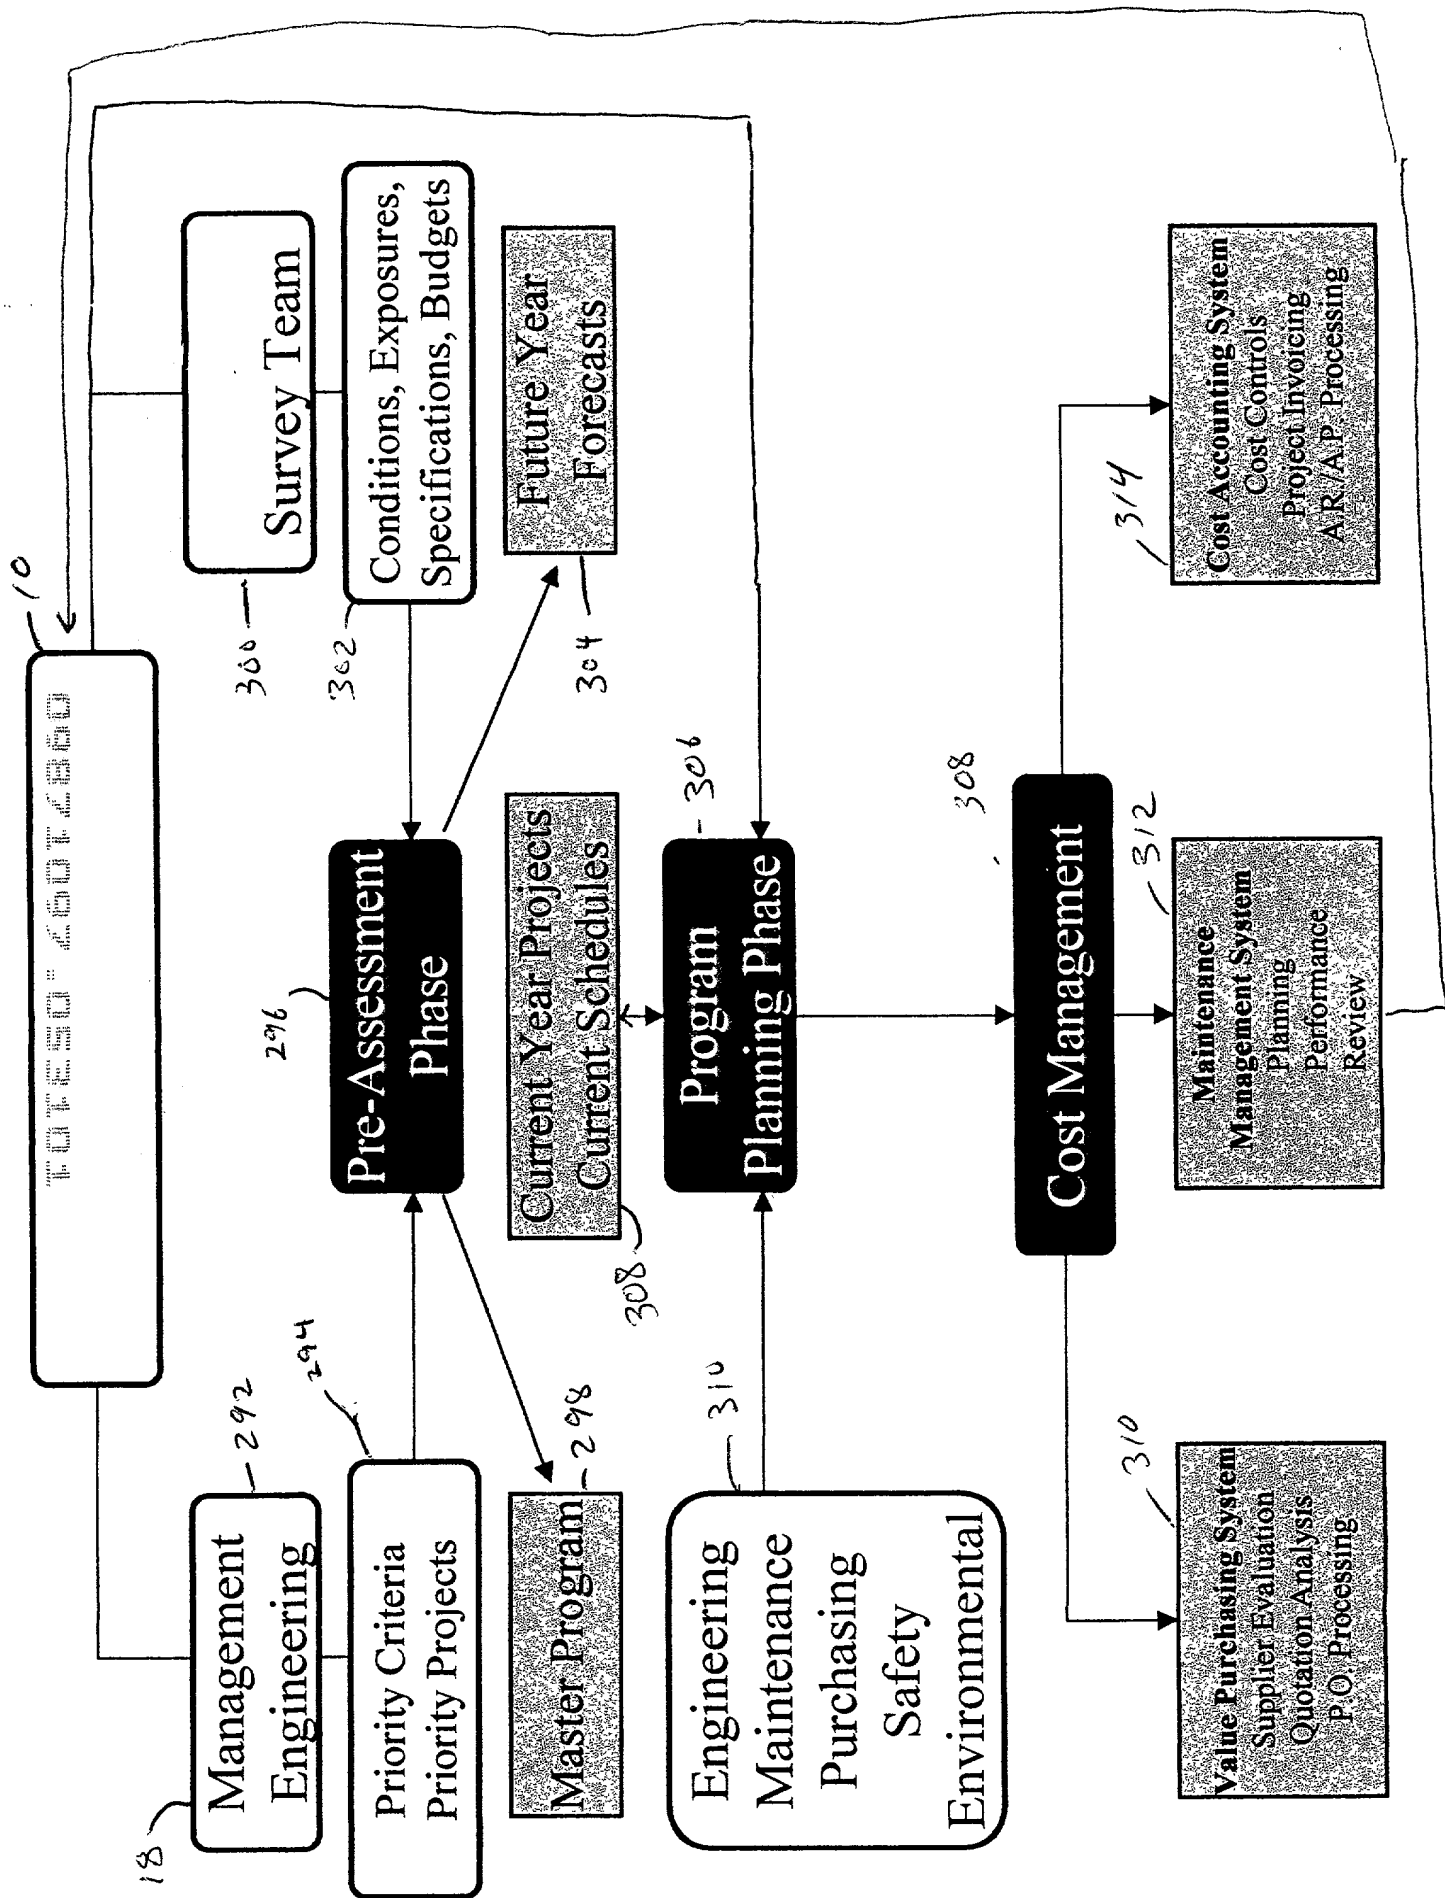 10
18
Management
Engineering
292
300
Survey Team
Priority Criteria
Priority Projects
294
296
Pre-Assessment
Phase
302
Conditions, Exposures,
Specifications, Budgets
Master Program
298
308
Current Year Projects
Current Schedules
304
Future Year
Forecasts
Engineering
Maintenance
Purchasing
Safety
Environmental
310
Program
Planning Phase
306
Cost Management
308
310
Value Purchasing System
Supplier Evaluation
Quotation Analysis
P.O. Processing
312
Maintenance
Management System
Planning
Performance
Review
314
Cost Accounting System
Cost Controls
Project Invoicing
A.R./A.P. Processing